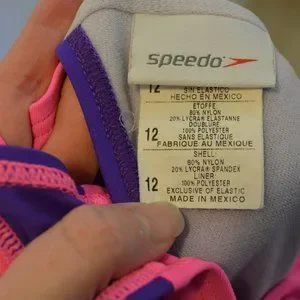 speedo
12 SIN ELASTICO
HECHO EN MEXICO
ETOFFE
80% NYLON
20% LYCRA® ELASTANNE
DOUBLURE
100% POLYESTER
12 SANS ELASTIQUE
FABRIQUE AU MEXIQUE
SHELL:
80% NYLON
20% LYCRA® SPANDEX
LINER
100% POLYESTER
12 EXCLUSIVE OF ELASTIC
MADE IN MEXICO